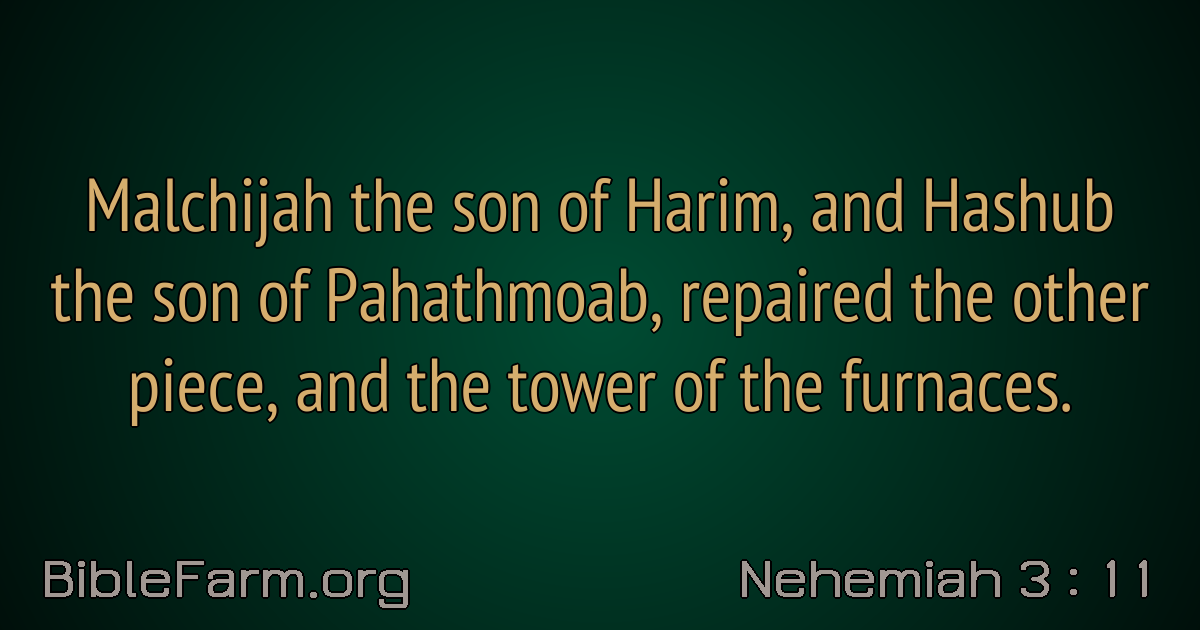 Malchijah the son of Harim, and Hashub
the son of Pahathmoab, repaired the other
piece, and the tower of the furnaces.
BibleFarm.org
Nehemiah 3 : 11